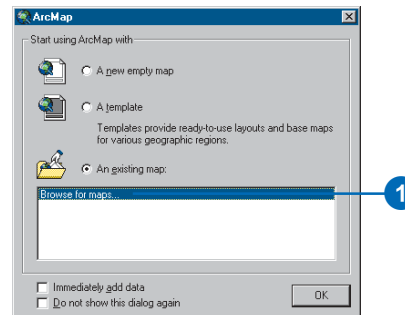 ArcMap
Start using ArcMap with
A new empty map
A template
Templates provide ready-to-use layouts and base maps
for various geographic regions.
An existing map:
Browse for maps...
1
Immediately add data
Do not show this dialog again
OK